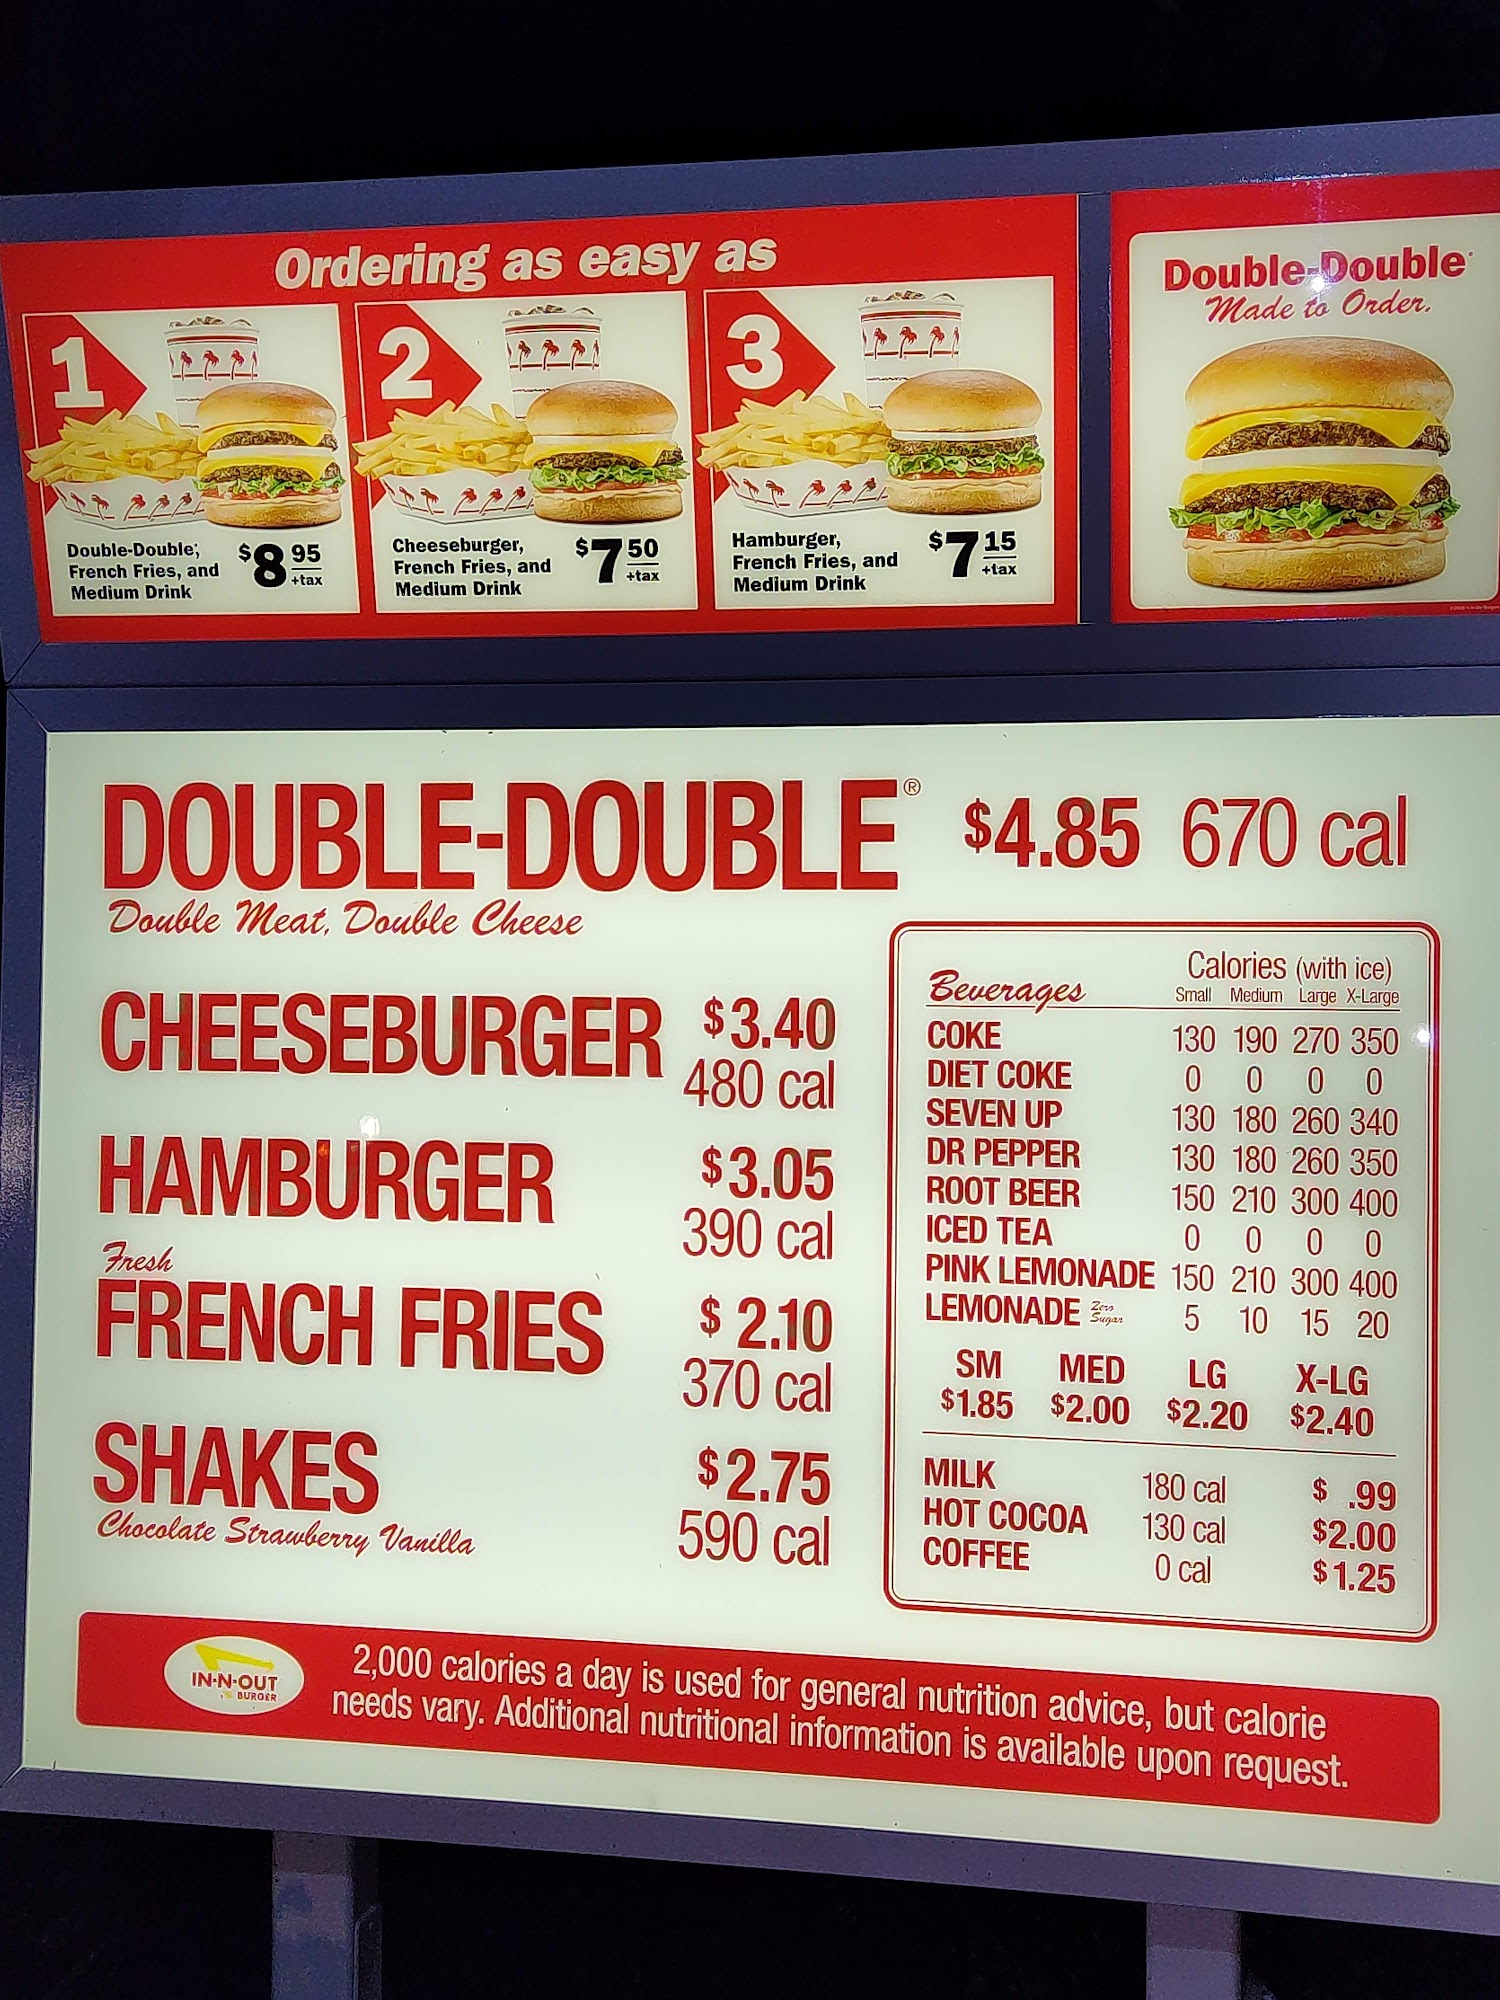 Ordering as easy as
1
Double-Double®,
French Fries, and
Medium Drink
$8 95
+tax
2
Cheeseburger,
French Fries, and
Medium Drink
$7 50
+tax
3
Hamburger,
French Fries, and
Medium Drink
$7 15
+tax
Double-Double®
Made to Order.
DOUBLE-DOUBLE® $4.85 670 cal
Double Meat, Double Cheese
CHEESEBURGER $3.40
480 cal
HAMBURGER $3.05
390 cal
Fresh
FRENCH FRIES $2.10
370 cal
SHAKES $2.75
Chocolate Strawberry Vanilla 590 cal
Beverages Calories (with ice)
Small Medium Large X-Large
COKE 130 190 270 350
DIET COKE 0 0 0 0
SEVEN UP 130 180 260 340
DR PEPPER 130 180 260 350
ROOT BEER 150 210 300 400
ICED TEA 0 0 0 0
PINK LEMONADE 150 210 300 400
LEMONADE Zero Sugar 5 10 15 20
SM MED LG X-LG
$1.85 $2.00 $2.20 $2.40
MILK 180 cal $ .99
HOT COCOA 130 cal $2.00
COFFEE 0 cal $1.25
IN-N-OUT
BURGER
2,000 calories a day is used for general nutrition advice, but calorie
needs vary. Additional nutritional information is available upon request.